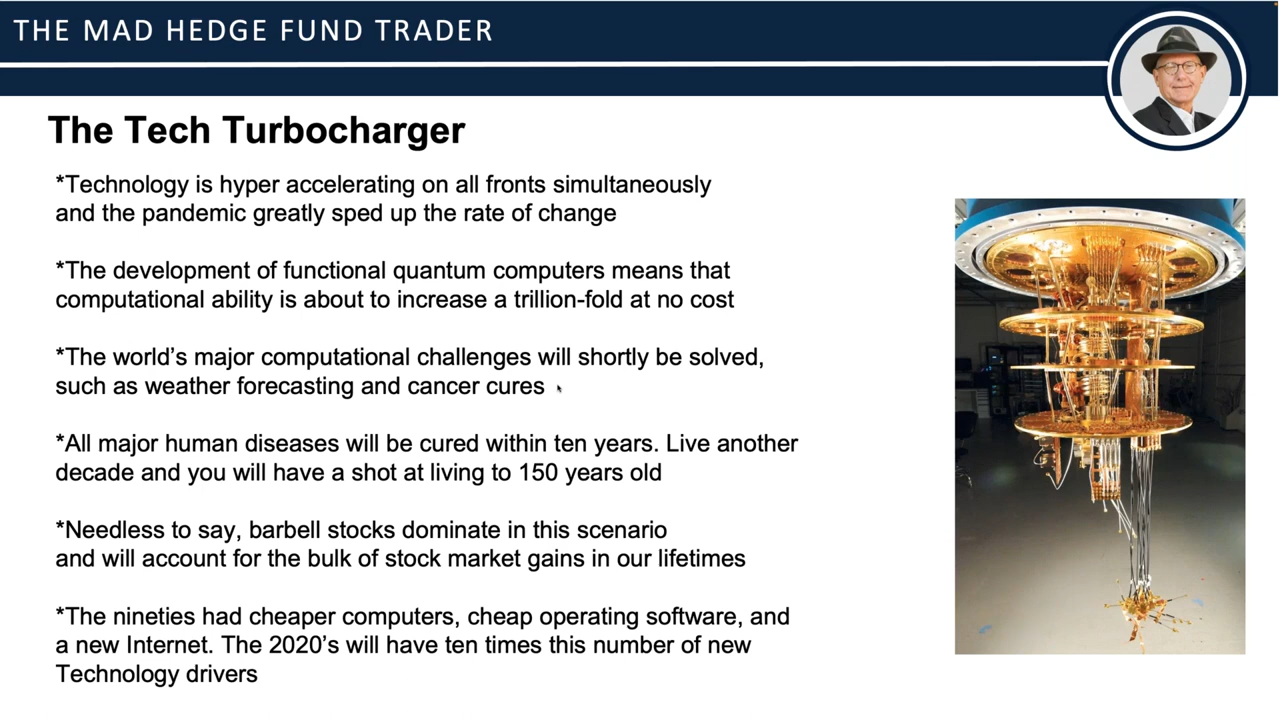 THE MAD HEDGE FUND TRADER
The Tech Turbocharger
*Technology is hyper accelerating on all fronts simultaneously
and the pandemic greatly sped up the rate of change
*The development of functional quantum computers means that
computational ability is about to increase a trillion-fold at no cost
*The world’s major computational challenges will shortly be solved,
such as weather forecasting and cancer cures
*All major human diseases will be cured within ten years. Live another
decade and you will have a shot at living to 150 years old
*Needless to say, barbell stocks dominate in this scenario
and will account for the bulk of stock market gains in our lifetimes
*The nineties had cheaper computers, cheap operating software, and
a new Internet. The 2020’s will have ten times this number of new
Technology drivers